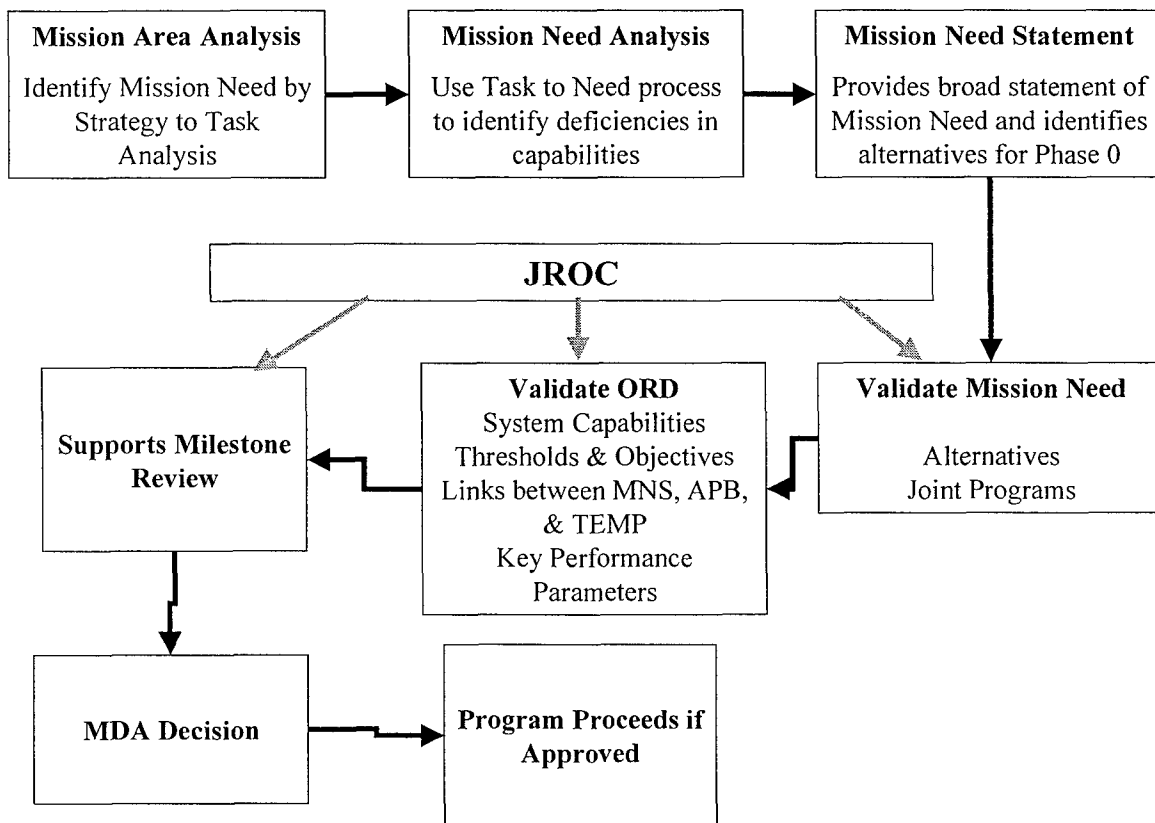 Mission Area Analysis
Identify Mission Need by
Strategy to Task
Analysis
Mission Need Analysis
Use Task to Need process
to identify deficiencies in
capabilities
Mission Need Statement
Provides broad statement of
Mission Need and identifies
alternatives for Phase 0
JROC
Validate Mission Need
Alternatives
Joint Programs
Validate ORD
System Capabilities
Thresholds & Objectives
Links between MNS, APB,
& TEMP
Key Performance
Parameters
Supports Milestone
Review
MDA Decision
Program Proceeds if
Approved